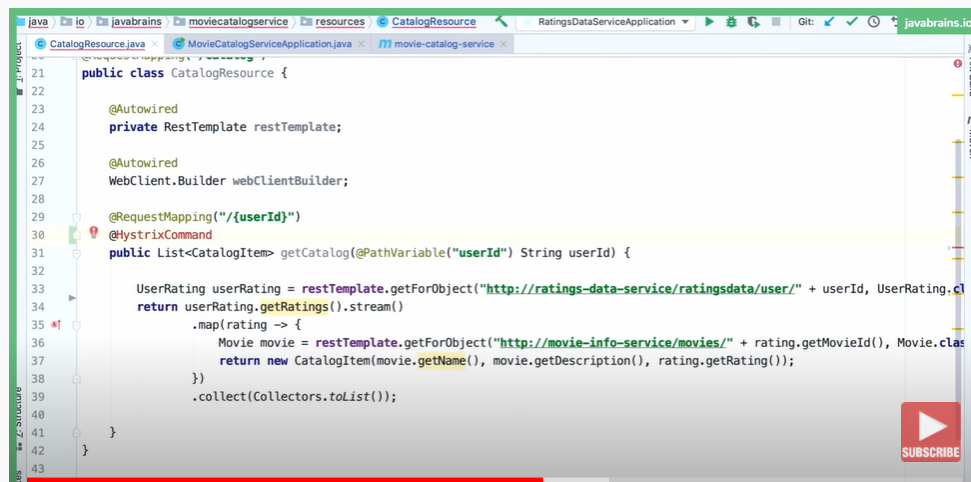 java io javabrains moviecatalogservice resources CatalogResource RatingsDataServiceApplication Git: javabrains.io
CatalogResource.java MovieCatalogServiceApplication.java movie-catalog-service
1: Project
21 public class CatalogResource {
22
23 @Autowired
24 private RestTemplate restTemplate;
25
26 @Autowired
27 WebClient.Builder webClientBuilder;
28
29 @RequestMapping("/{userId}")
30 @HystrixCommand
31 public List<CatalogItem> getCatalog(@PathVariable("userId") String userId) {
32
33 UserRating userRating = restTemplate.getForObject("http://ratings-data-service/ratingsdata/user/" + userId, UserRating.cl
34 return userRating.getRatings().stream()
35 .map(rating -> {
36 Movie movie = restTemplate.getForObject("http://movie-info-service/movies/" + rating.getMovieId(), Movie.clas
37 return new CatalogItem(movie.getName(), movie.getDescription(), rating.getRating());
38 })
39 .collect(Collectors.toList());
40
41 }
42 }
43
Z: Structure
SUBSCRIBE